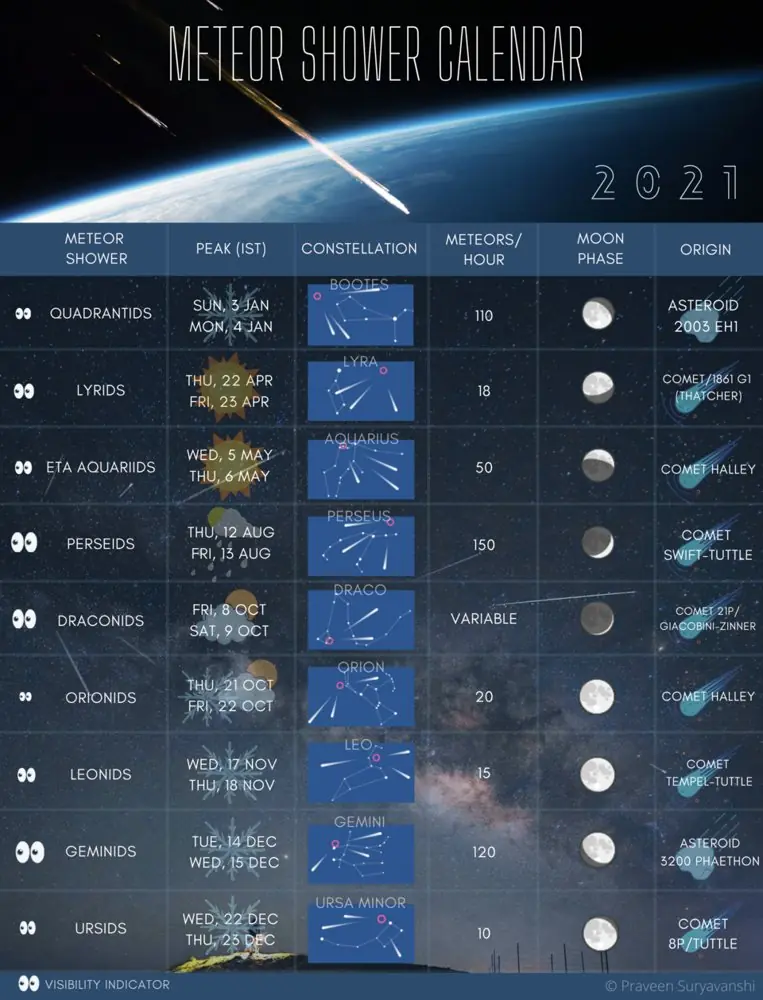 METEOR SHOWER CALENDAR
2021
METEOR
SHOWER
PEAK (IST)
CONSTELLATION
METEORS/
HOUR
MOON
PHASE
ORIGIN
QUADRANTIDS
SUN, 3 JAN
MON, 4 JAN
BOOTES
110
ASTEROID
2003 EH1
LYRIDS
THU, 22 APR
FRI, 23 APR
LYRA
18
COMET/1861 G1
(THATCHER)
ETA AQUARIIDS
WED, 5 MAY
THU, 6 MAY
AQUARIUS
50
COMET HALLEY
PERSEIDS
THU, 12 AUG
FRI, 13 AUG
PERSEUS
150
COMET
SWIFT-TUTTLE
DRACONIDS
FRI, 8 OCT
SAT, 9 OCT
DRACO
VARIABLE
COMET 21P/
GIACOBINI-ZINNER
ORIONIDS
THU, 21 OCT
FRI, 22 OCT
ORION
20
COMET HALLEY
LEONIDS
WED, 17 NOV
THU, 18 NOV
LEO
15
COMET
TEMPEL-TUTTLE
GEMINIDS
TUE, 14 DEC
WED, 15 DEC
GEMINI
120
ASTEROID
3200 PHAETHON
URSIDS
WED, 22 DEC
THU, 23 DEC
URSA MINOR
10
COMET
8P/TUTTLE
VISIBILITY INDICATOR
© Praveen Suryavanshi